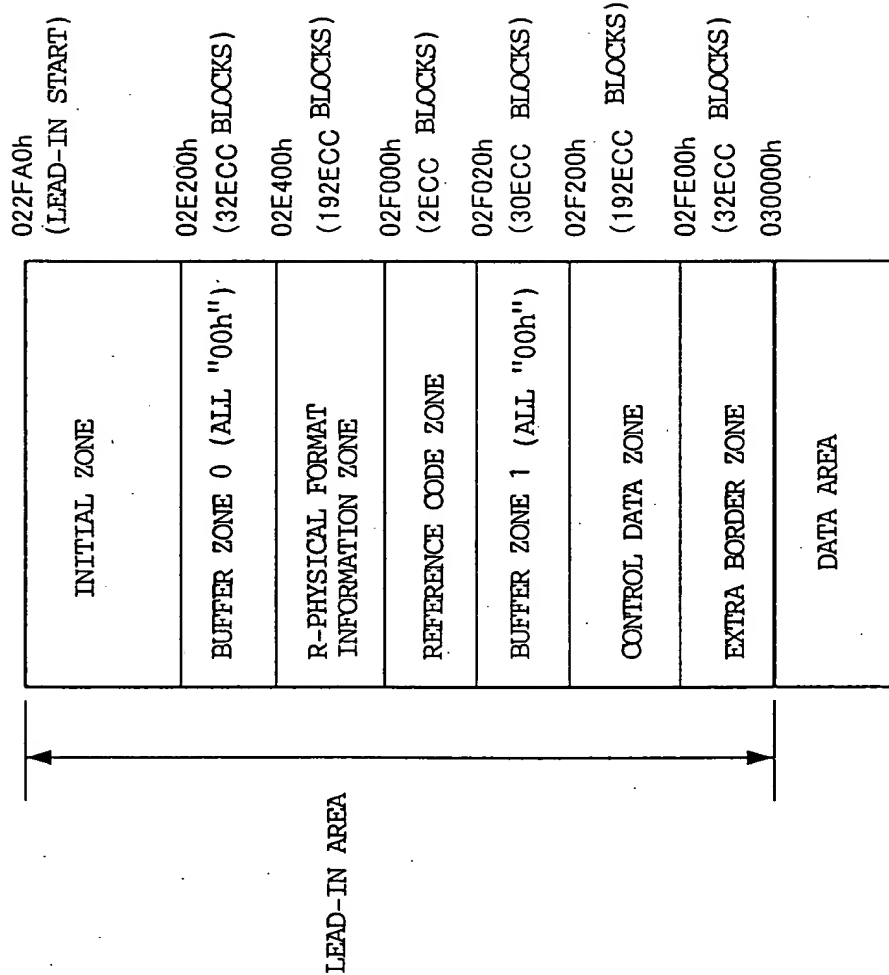 022FA0h
(LEAD-IN START)
INITIAL ZONE
02E200h
(32ECC BLOCKS)
BUFFER ZONE 0 (ALL "00h")
02E400h
(192ECC BLOCKS)
R-PHYSICAL FORMAT
INFORMATION ZONE
02F000h
(2ECC BLOCKS)
REFERENCE CODE ZONE
02F020h
(30ECC BLOCKS)
BUFFER ZONE 1 (ALL "00h")
02F200h
(192ECC BLOCKS)
CONTROL DATA ZONE
02FE00h
(32ECC BLOCKS)
EXTRA BORDER ZONE
030000h
DATA AREA
LEAD-IN AREA